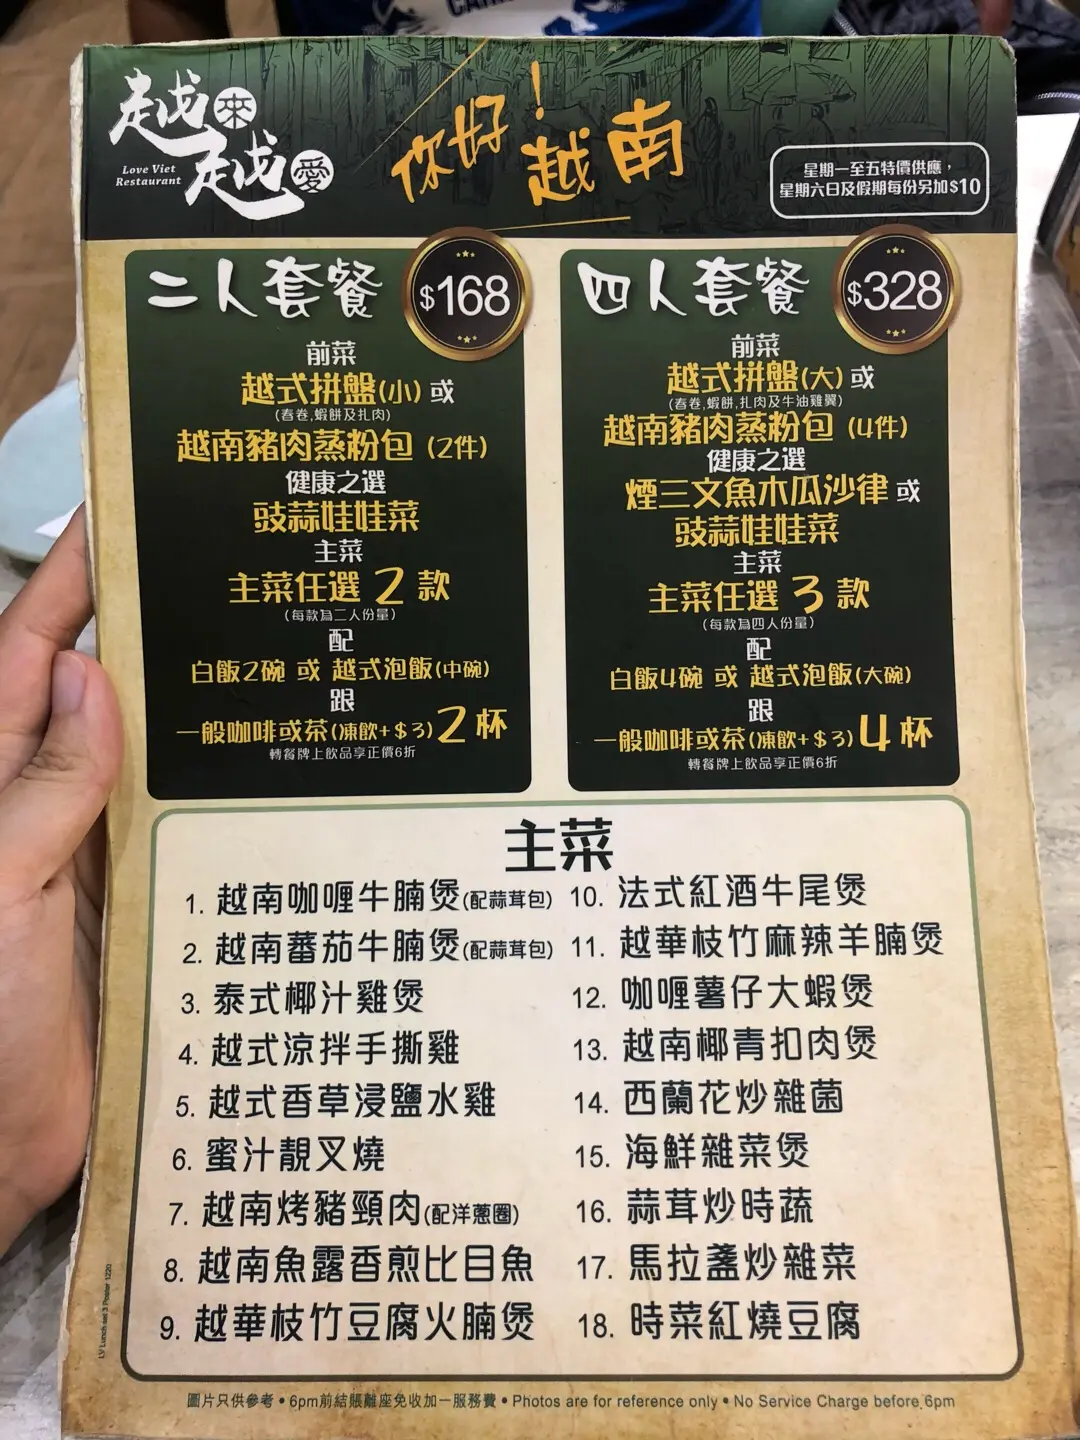 越來越愛
Love Viet
Restaurant
你好！越南
星期一至五特價供應，
星期六日及假期每份另加$10
二人套餐 $168
前菜
越式拼盤(小) 或
(春卷,蝦餅及扎肉)
越南豬肉蒸粉包 (2件)
健康之選
豉蒜娃娃菜
主菜
主菜任選 2 款
(每款為二人份量)
配
白飯2碗 或 越式泡飯(中碗)
跟
一般咖啡或茶(凍飲+$3) 2 杯
轉餐牌上飲品享正價6折
四人套餐 $328
前菜
越式拼盤(大) 或
(春卷,蝦餅,扎肉及牛油雞翼)
越南豬肉蒸粉包 (4件)
健康之選
煙三文魚木瓜沙律 或
豉蒜娃娃菜
主菜
主菜任選 3 款
(每款為四人份量)
配
白飯4碗 或 越式泡飯(大碗)
跟
一般咖啡或茶(凍飲+$3) 4 杯
轉餐牌上飲品享正價6折
主菜
1. 越南咖喱牛腩煲(配蒜茸包)
2. 越南蕃茄牛腩煲(配蒜茸包)
3. 泰式椰汁雞煲
4. 越式涼拌手撕雞
5. 越式香草浸鹽水雞
6. 蜜汁靚叉燒
7. 越南烤豬頸肉(配洋蔥圈)
8. 越南魚露香煎比目魚
9. 越華枝竹豆腐火腩煲
10. 法式紅酒牛尾煲
11. 越華枝竹麻辣羊腩煲
12. 咖喱薯仔大蝦煲
13. 越南椰青扣肉煲
14. 西蘭花炒雜菌
15. 海鮮雜菜煲
16. 蒜茸炒時蔬
17. 馬拉盞炒雜菜
18. 時菜紅燒豆腐
LV Lunch set 3 Poster 1220
圖片只供參考 • 6pm前結賬離座免收加一服務費 • Photos are for reference only • No Service Charge before 6pm